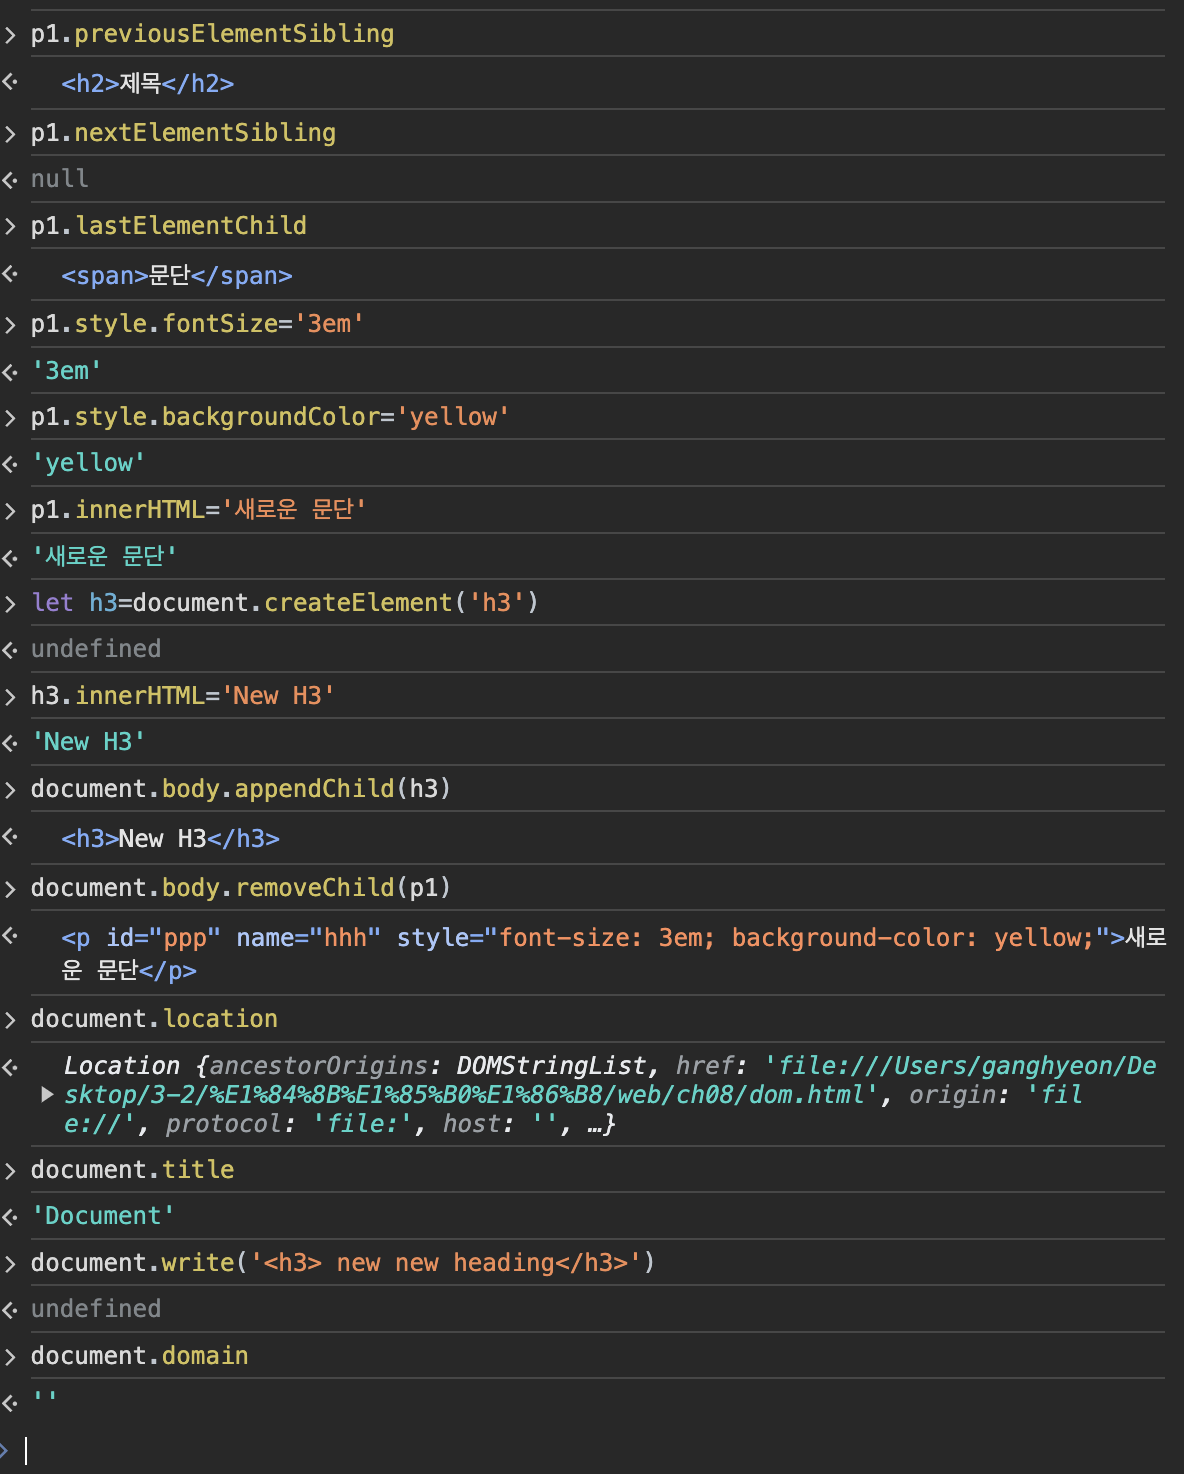 p1.previousElementSibling
<h2>제목</h2>
p1.nextElementSibling
null
p1.lastElementChild
<span>문단</span>
p1.style.fontSize='3em'
'3em'
p1.style.backgroundColor='yellow'
'yellow'
p1.innerHTML='새로운 문단'
'새로운 문단'
let h3=document.createElement('h3')
undefined
h3.innerHTML='New H3'
'New H3'
document.body.appendChild(h3)
<h3>New H3</h3>
document.body.removeChild(p1)
<p id="ppp" name="hhh" style="font-size: 3em; background-color: yellow;">새로
운 문단</p>
document.location
Location {ancestorOrigins: DOMStringList, href: 'file:///Users/ganghyeon/De
sktop/3-2/%E1%84%8B%E1%85%B0%E1%86%B8/web/ch08/dom.html', origin: 'fil
e://', protocol: 'file:', host: '', …}
document.title
'Document'
document.write('<h3> new new heading</h3>')
undefined
document.domain
''